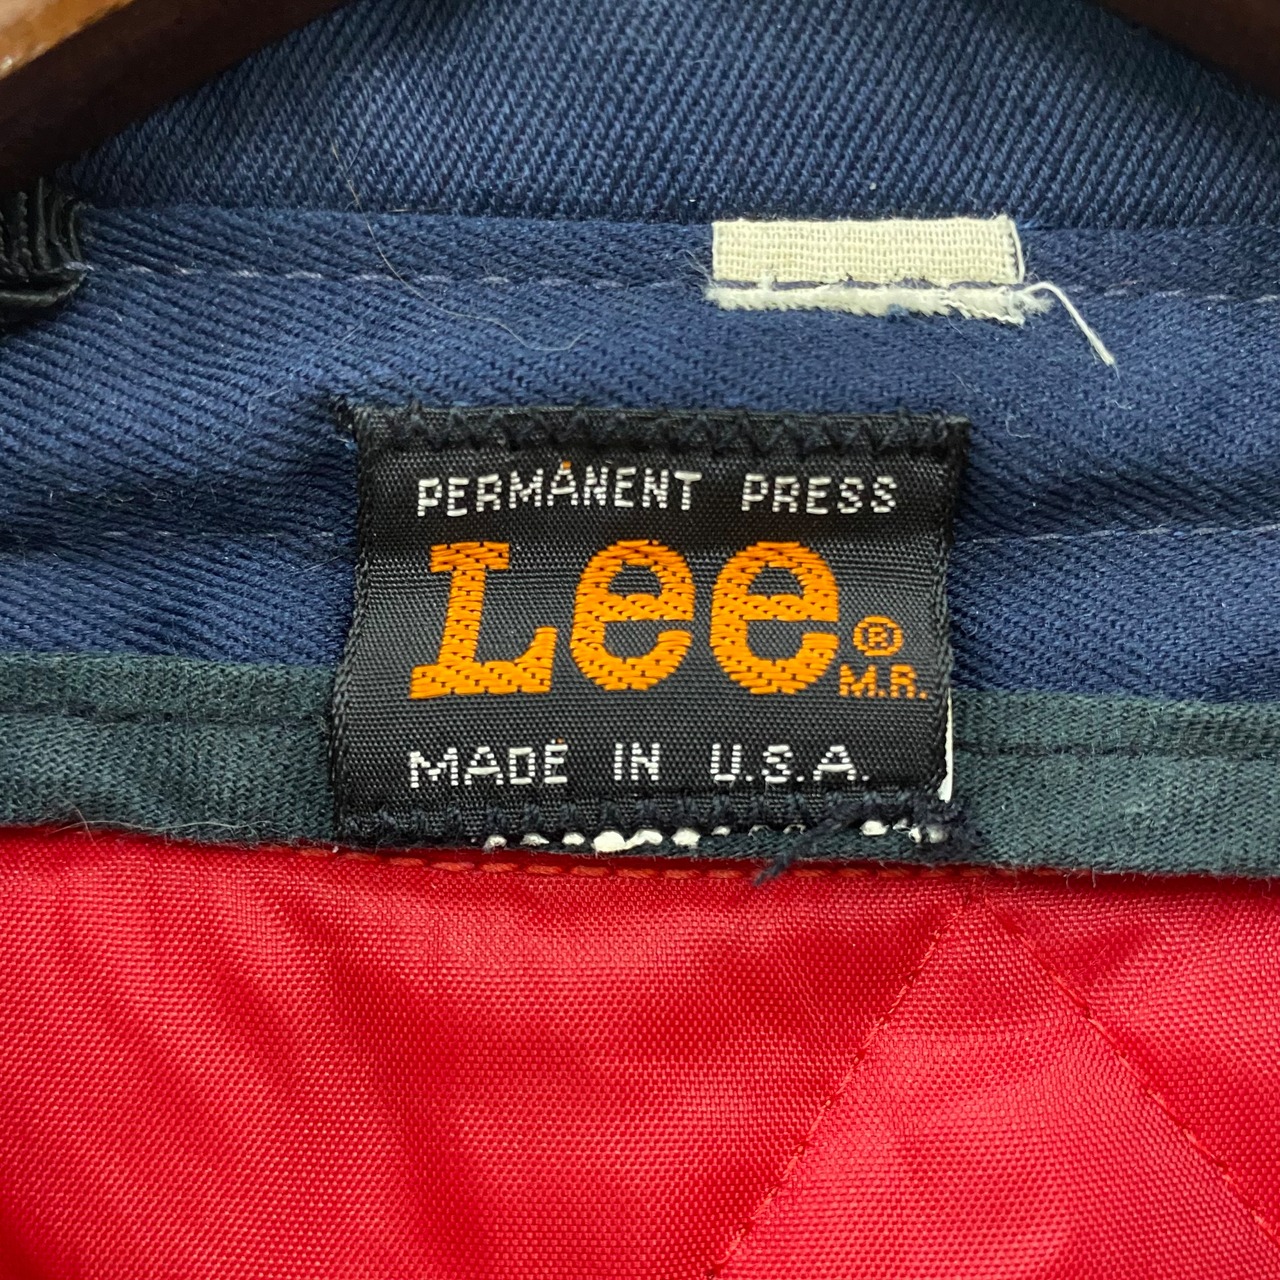 PERMANENT PRESS
Lee®
M.R.
MADE IN U.S.A.